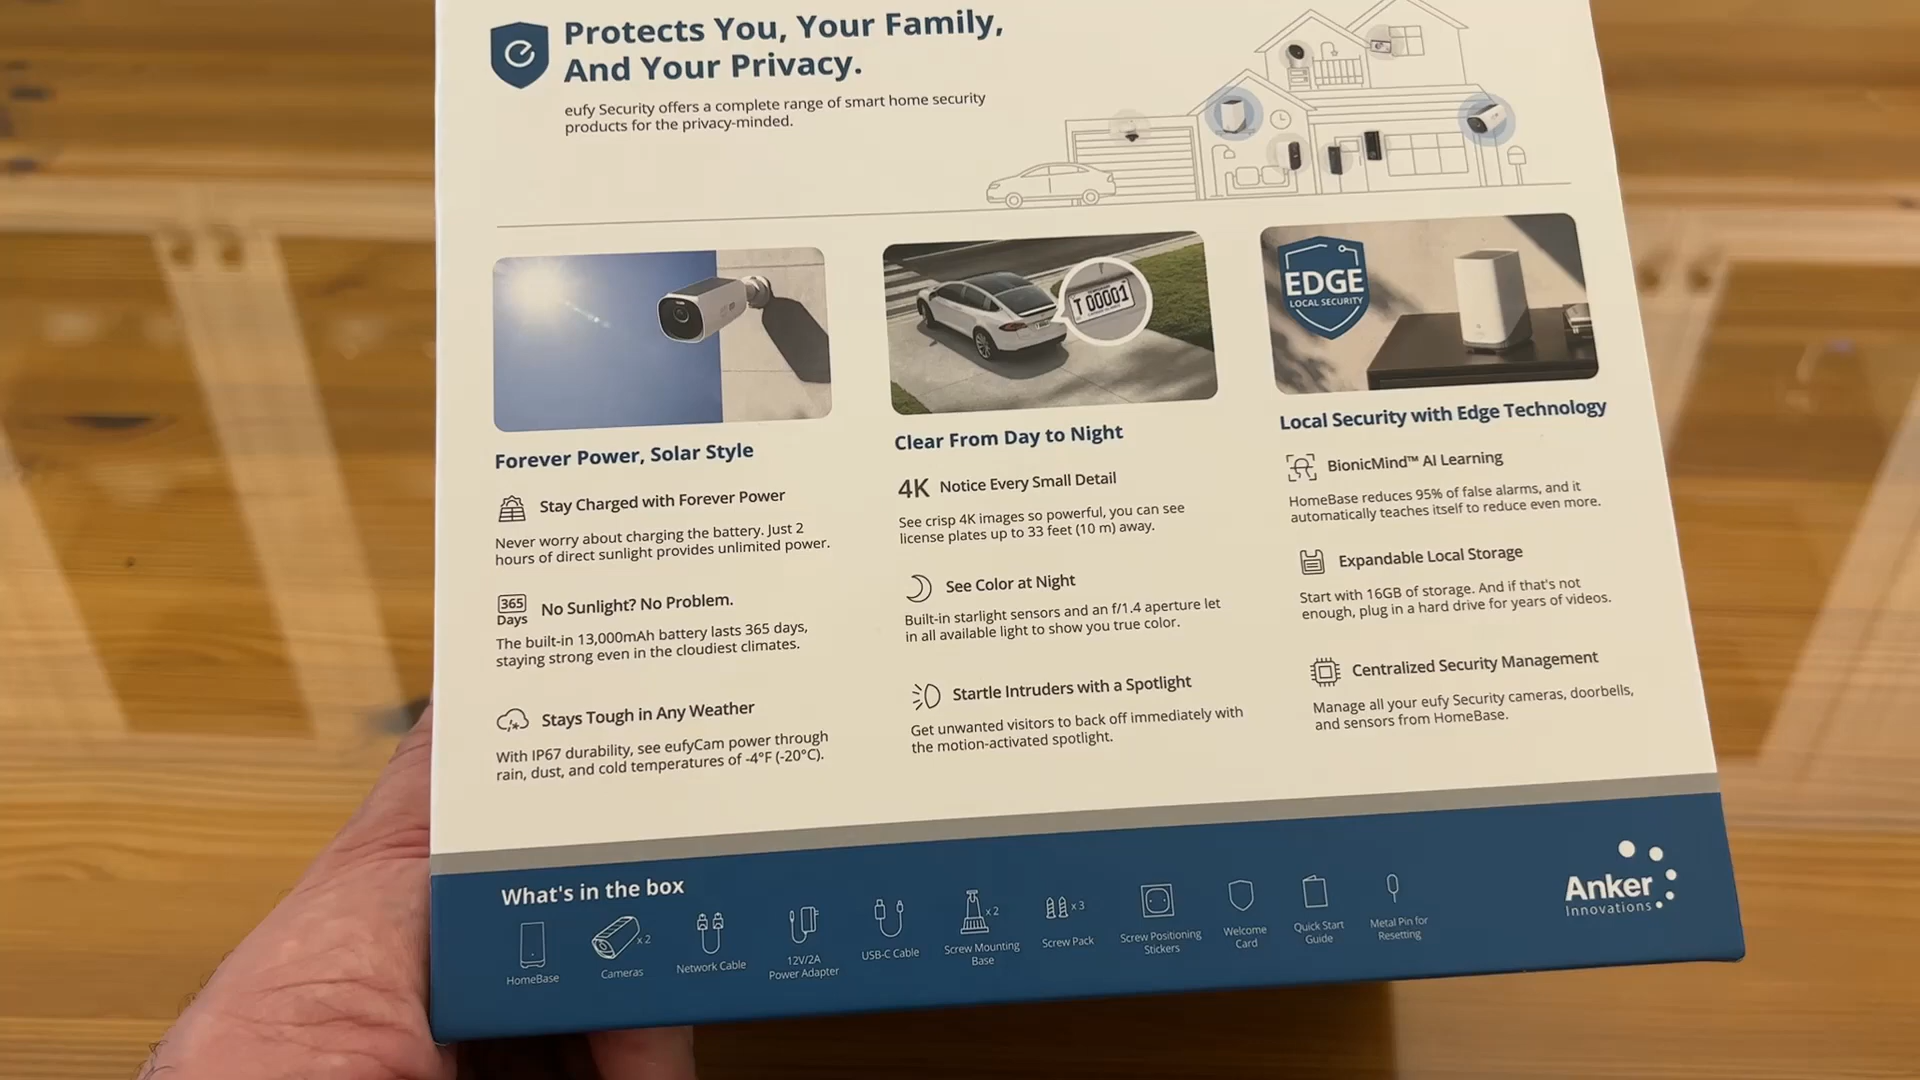 Protects You, Your Family,
And Your Privacy.
eufy Security offers a complete range of smart home security
products for the privacy-minded.
T 00001
EDGE
LOCAL SECURITY
Forever Power, Solar Style
Stay Charged with Forever Power
Never worry about charging the battery. Just 2
hours of direct sunlight provides unlimited power.
365
Days
No Sunlight? No Problem.
The built-in 13,000mAh battery lasts 365 days,
staying strong even in the cloudiest climates.
Stays Tough in Any Weather
With IP67 durability, see eufyCam power through
rain, dust, and cold temperatures of -4°F (-20°C).
Clear From Day to Night
4K Notice Every Small Detail
See crisp 4K images so powerful, you can see
license plates up to 33 feet (10 m) away.
See Color at Night
Built-in starlight sensors and an f/1.4 aperture let
in all available light to show you true color.
Startle Intruders with a Spotlight
Get unwanted visitors to back off immediately with
the motion-activated spotlight.
Local Security with Edge Technology
BionicMind™ AI Learning
HomeBase reduces 95% of false alarms, and it
automatically teaches itself to reduce even more.
Expandable Local Storage
Start with 16GB of storage. And if that's not
enough, plug in a hard drive for years of videos.
Centralized Security Management
Manage all your eufy Security cameras, doorbells,
and sensors from HomeBase.
What's in the box
HomeBase
x 2
Cameras
Network Cable
12V/2A
Power Adapter
USB-C Cable
x 2
Screw Mounting
Base
x 3
Screw Pack
Screw Positioning
Stickers
Welcome
Card
Quick Start
Guide
Metal Pin for
Resetting
Anker
Innovations